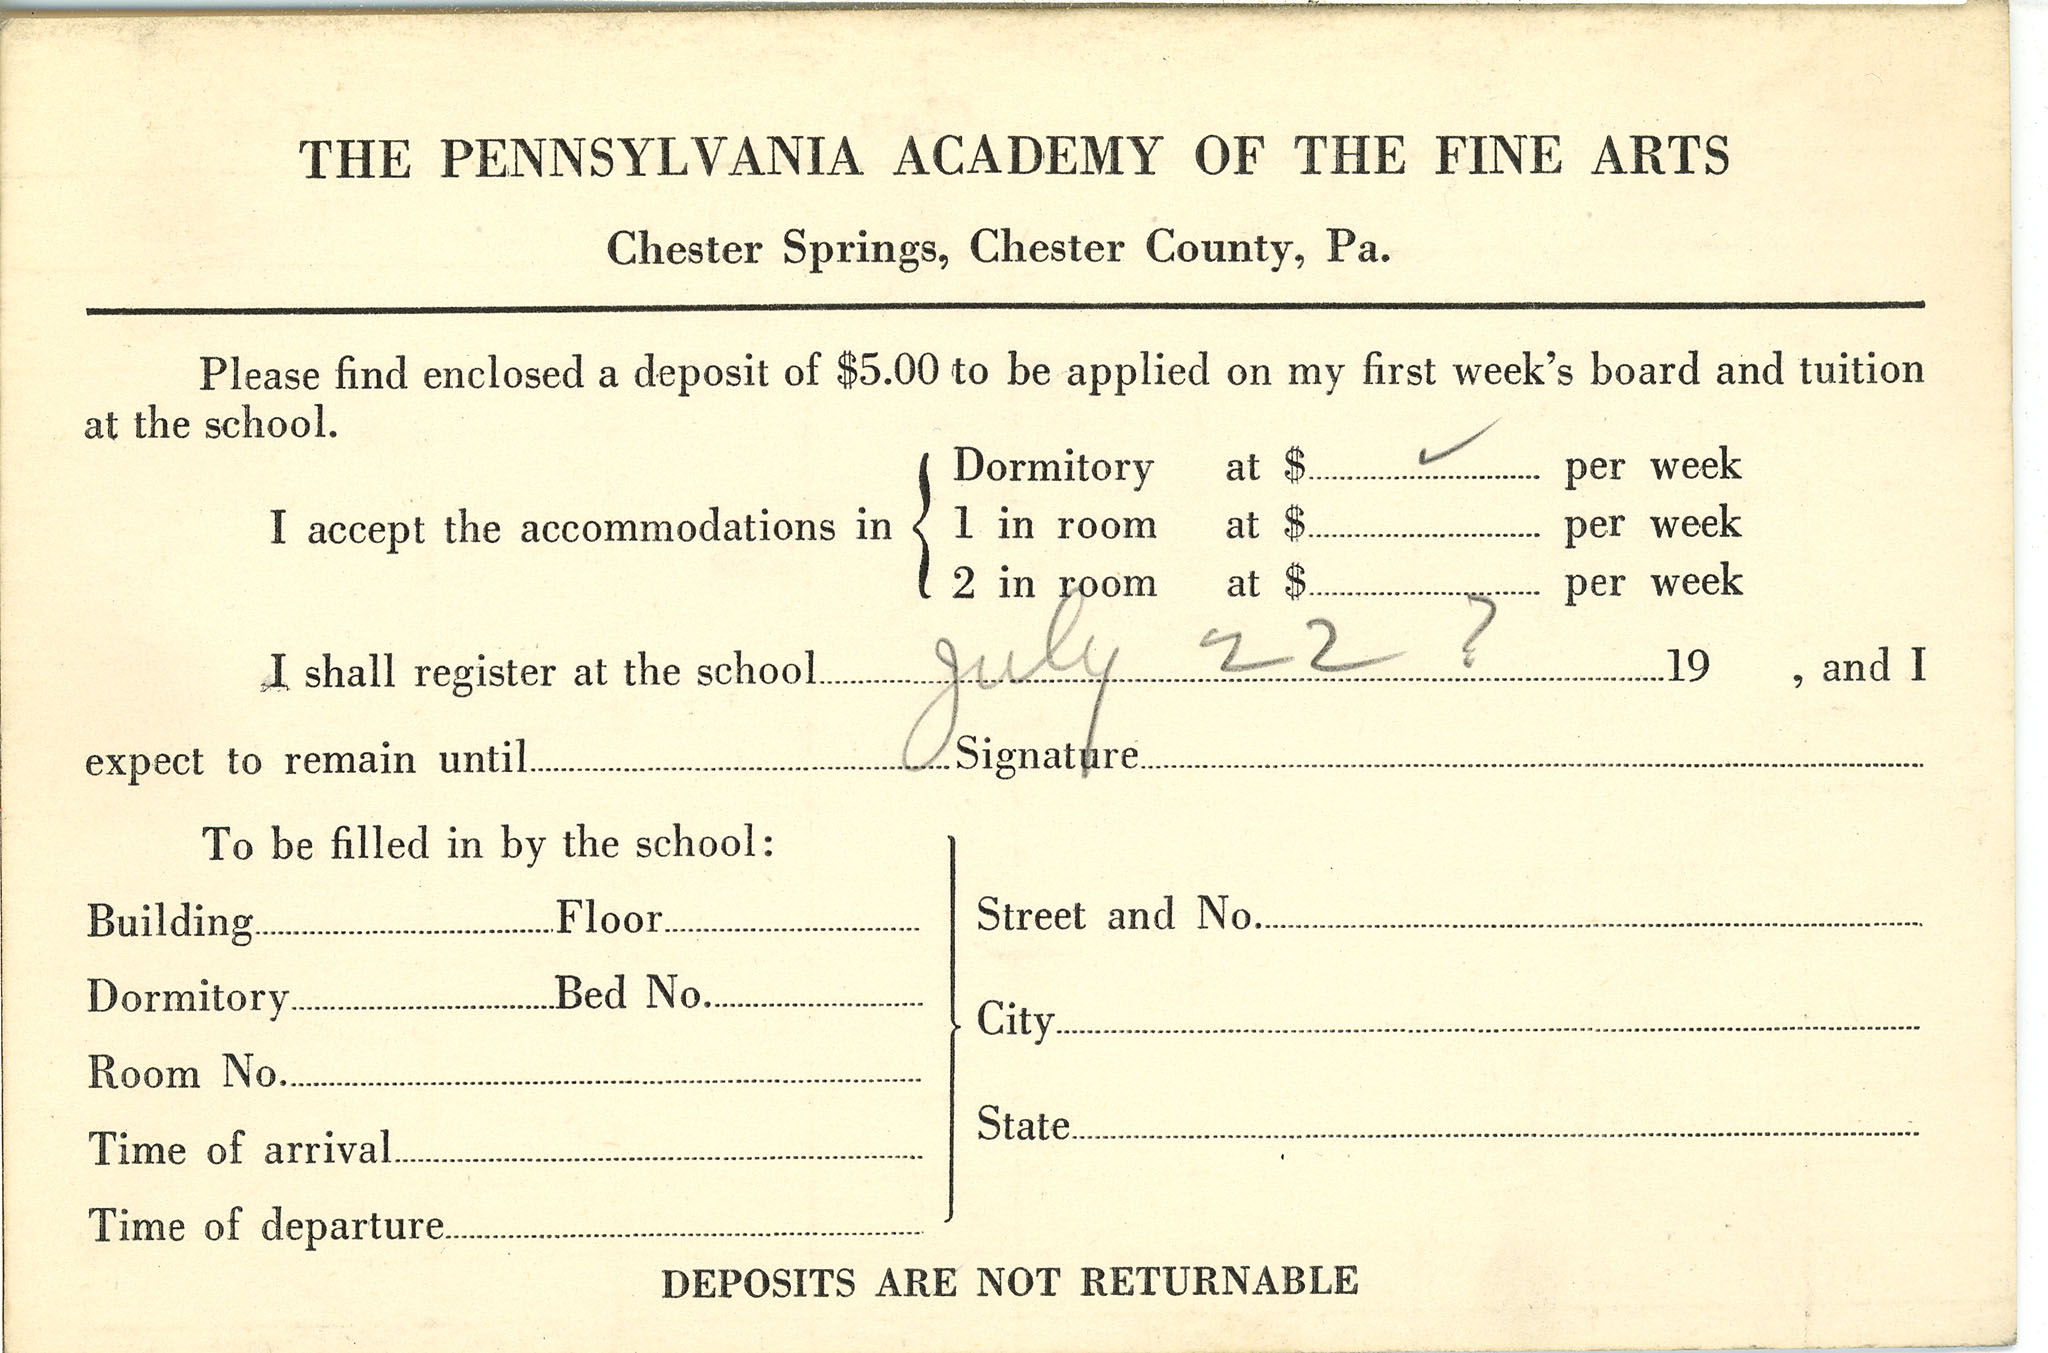 THE PENNSYLVANIA ACADEMY OF THE FINE ARTS
Chester Springs, Chester County, Pa.
Please find enclosed a deposit of $5.00 to be applied on my first week's board and tuition
at the school.
I accept the accommodations in
Dormitory at $ ✓ per week
1 in room at $ per week
2 in room at $ per week
I shall register at the school July 22 ? 19 , and I
expect to remain until Signature
To be filled in by the school:
Building Floor
Dormitory Bed No.
Room No.
Time of arrival
Time of departure
Street and No.
City
State
DEPOSITS ARE NOT RETURNABLE